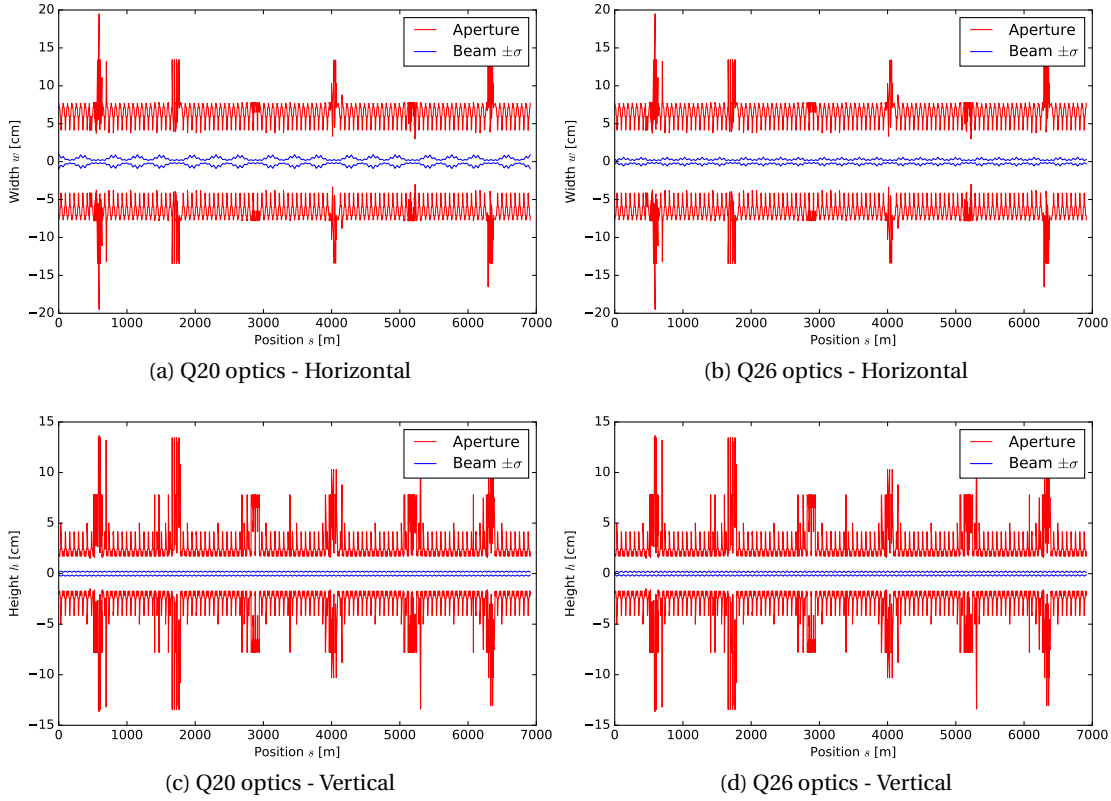 20
15
10
5
0
−5
−10
−15
−20
Width w [cm]
Aperture
Beam ±σ
0 1000 2000 3000 4000 5000 6000 7000
Position s [m]
(a) Q20 optics - Horizontal
20
15
10
5
0
−5
−10
−15
−20
Width w [cm]
Aperture
Beam ±σ
0 1000 2000 3000 4000 5000 6000 7000
Position s [m]
(b) Q26 optics - Horizontal
15
10
5
0
−5
−10
−15
Height h [cm]
Aperture
Beam ±σ
0 1000 2000 3000 4000 5000 6000 7000
Position s [m]
(c) Q20 optics - Vertical
15
10
5
0
−5
−10
−15
Height h [cm]
Aperture
Beam ±σ
0 1000 2000 3000 4000 5000 6000 7000
Position s [m]
(d) Q26 optics - Vertical